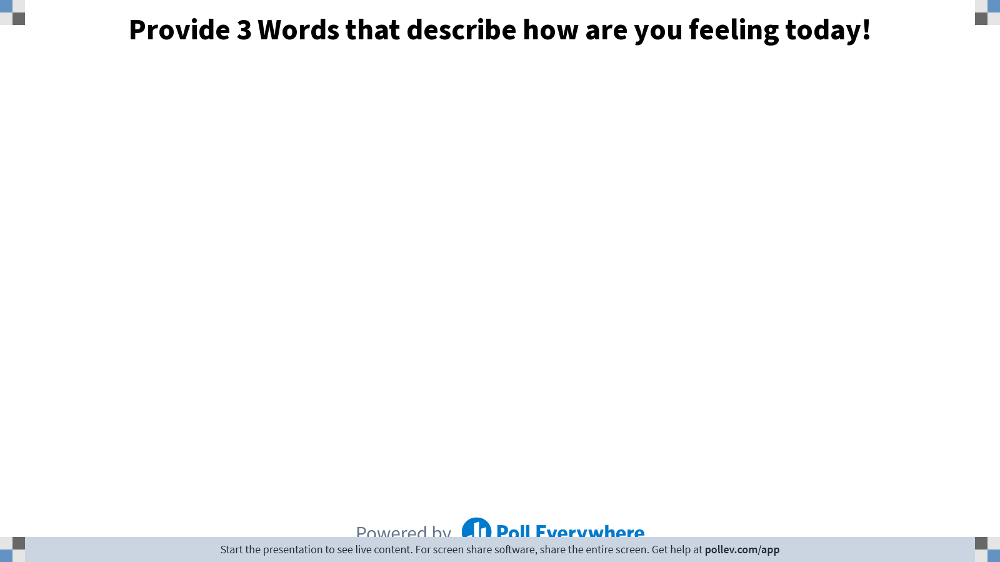 Provide 3 Words that describe how are you feeling today!
Powered by Poll Everywhere
Start the presentation to see live content. For screen share software, share the entire screen. Get help at pollev.com/app